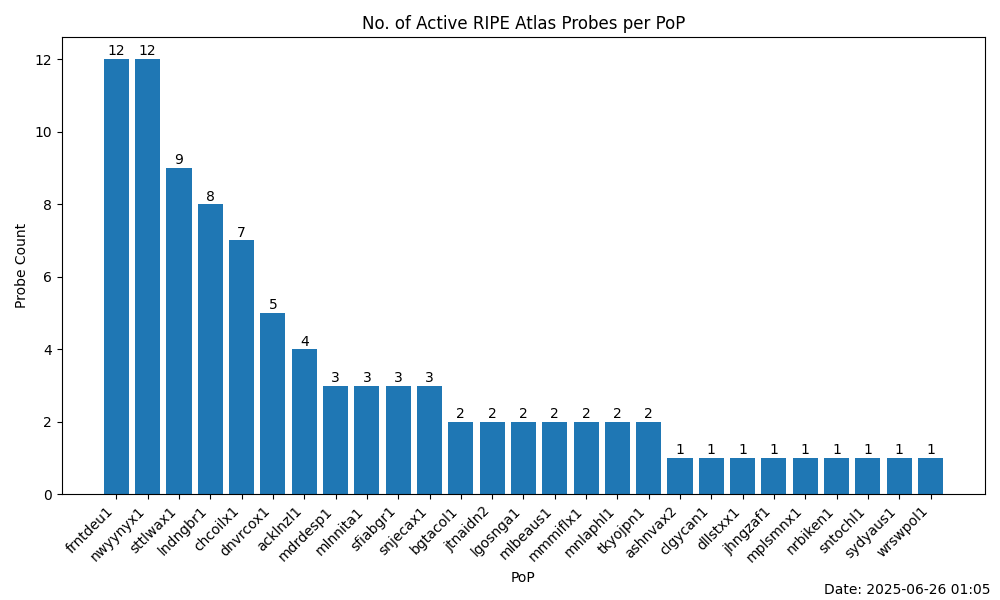 No. of Active RIPE Atlas Probes per PoP
Probe Count
12
10
8
6
4
2
0
12 12 9 8 7 5 4 3 3 3 3 2 2 2 2 2 2 2 1 1 1 1 1 1 1 1 1
frntdeu1 nwyynyx1 sttlwax1 lndngbr1 chcoilx1 dnvrcox1 acklnzl1 mdrdesp1 mlnnita1 sfiabgr1 snjecax1 bgtacol1 jtnaidn2 lgosnga1 mlbeaus1 mmmiflx1 mnlaphl1 tkyojpn1 ashnvax2 clgycan1 dllstxx1 jhngzaf1 mplsmnx1 nrbiken1 sntochl1 sydyaus1 wrswpol1
PoP
Date: 2025-06-26 01:05